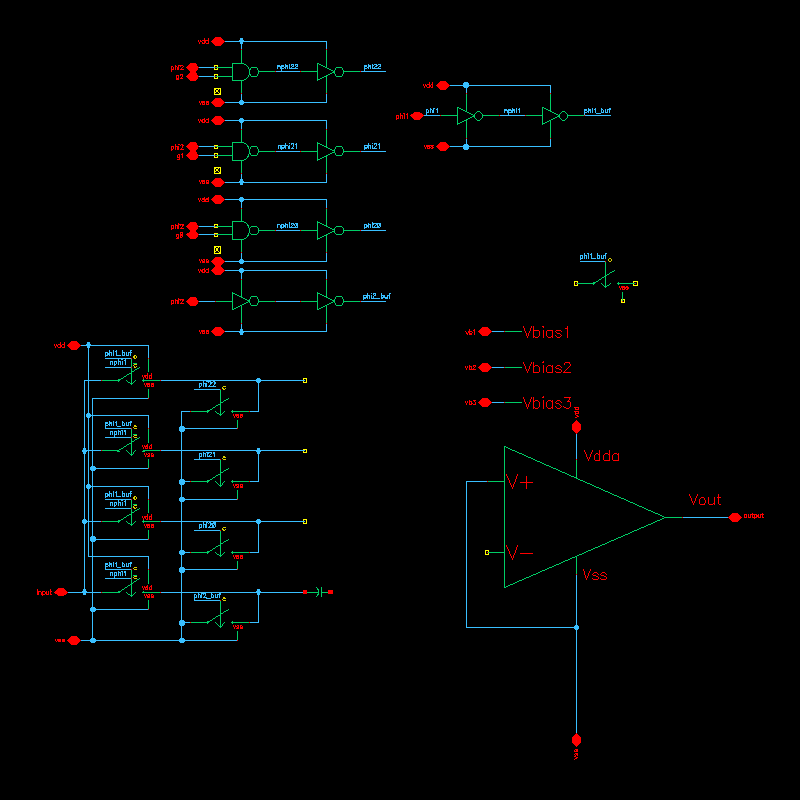 vdd
phi2 nphi22 phi22
g2
vss
vdd
phi2 nphi21 phi21
g1
vss
vdd
phi2 nphi20 phi20
g0
vss
vdd
phi2 phi2_buf
vss
vdd
phi1 phi1 nphi1 phi1_buf
vss
phi1_buf
vss
vb1 Vbias1
vb2 Vbias2
vb3 Vbias3
vdd
Vdda
V+
Vout
output
V-
Vss
vss
vdd
phi1_buf
nphi1
vdd
vss
phi22
vss
phi1_buf
nphi1
vdd
vss
phi21
vss
phi1_buf
nphi1
vdd
vss
phi20
vss
phi1_buf
nphi1
vdd
vss
input
phi2_buf
vss
vss